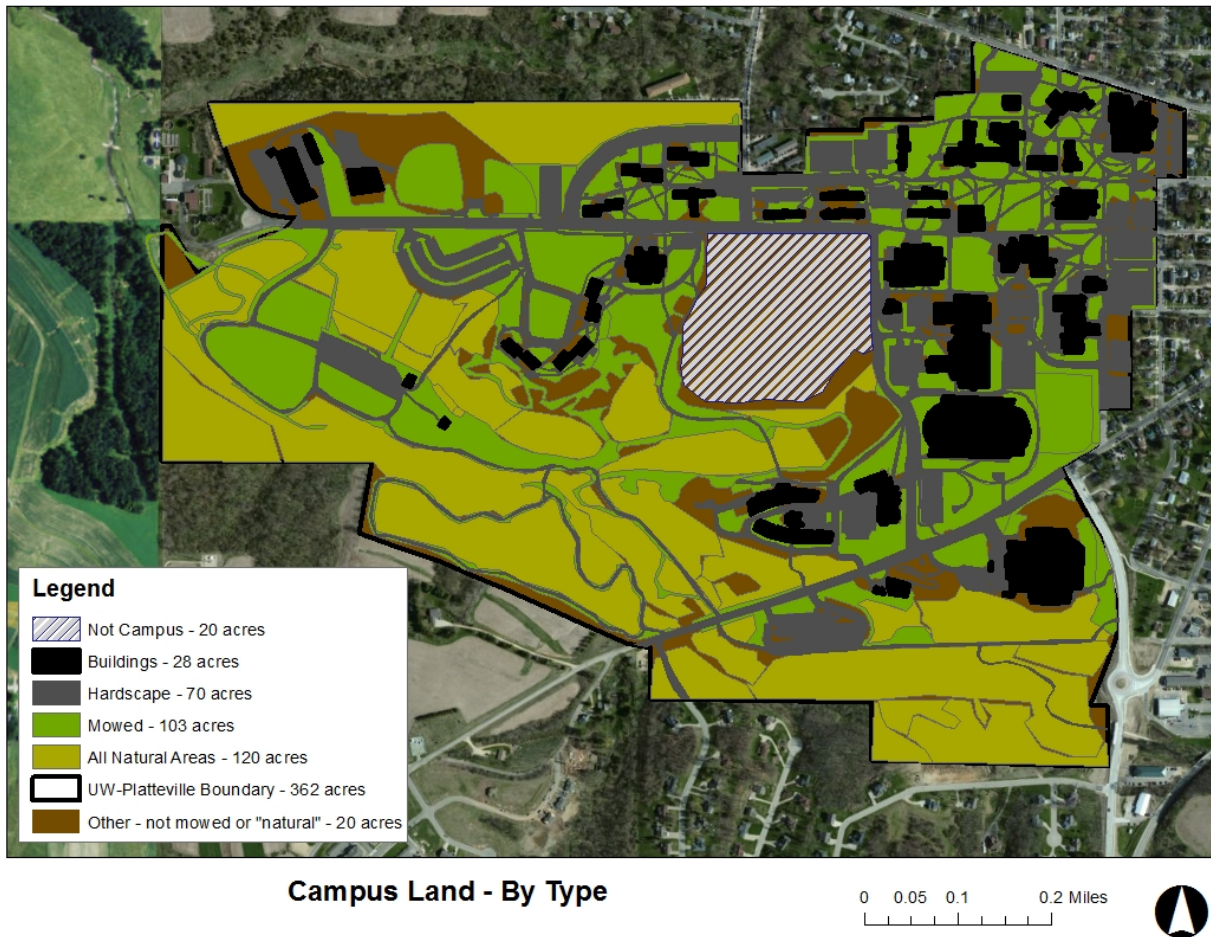 Legend
Not Campus - 20 acres
Buildings - 28 acres
Hardscape - 70 acres
Mowed - 103 acres
All Natural Areas - 120 acres
UW-Platteville Boundary - 362 acres
Other - not mowed or "natural" - 20 acres
Campus Land - By Type
0 0.05 0.1 0.2 Miles